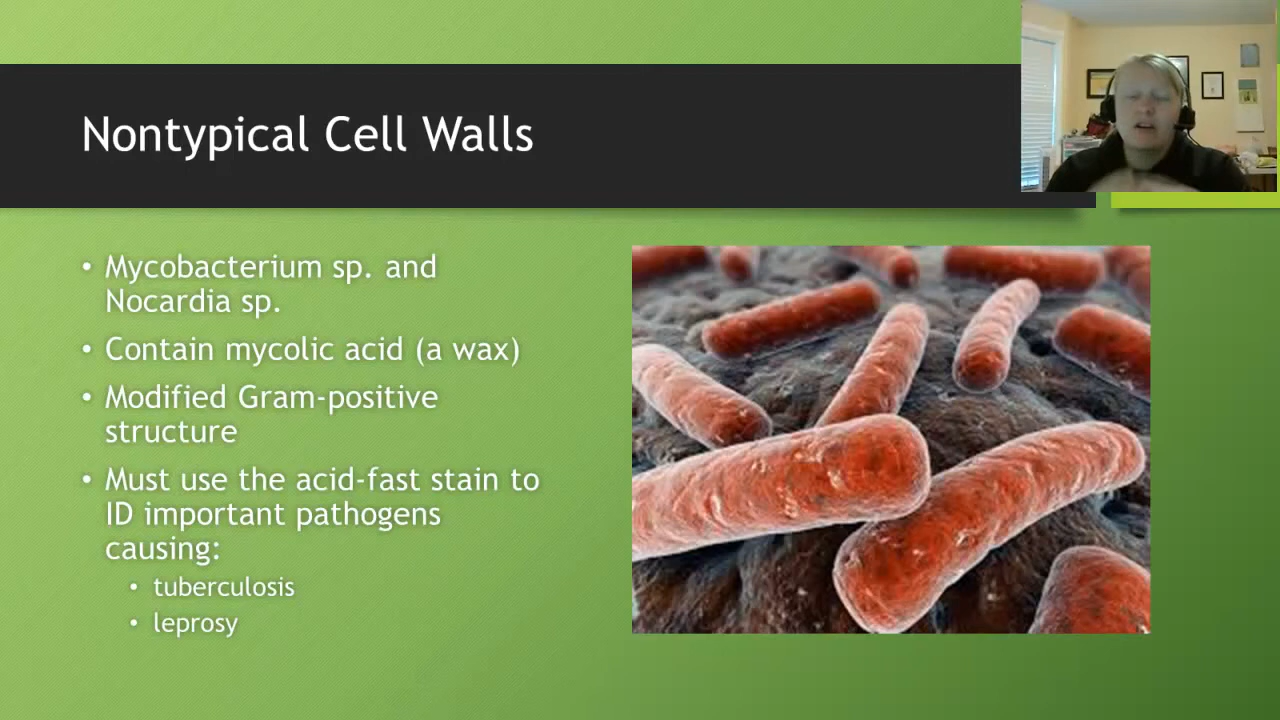 Nontypical Cell Walls
• Mycobacterium sp. and
Nocardia sp.
• Contain mycolic acid (a wax)
• Modified Gram-positive
structure
• Must use the acid-fast stain to
ID important pathogens
causing:
• tuberculosis
• leprosy